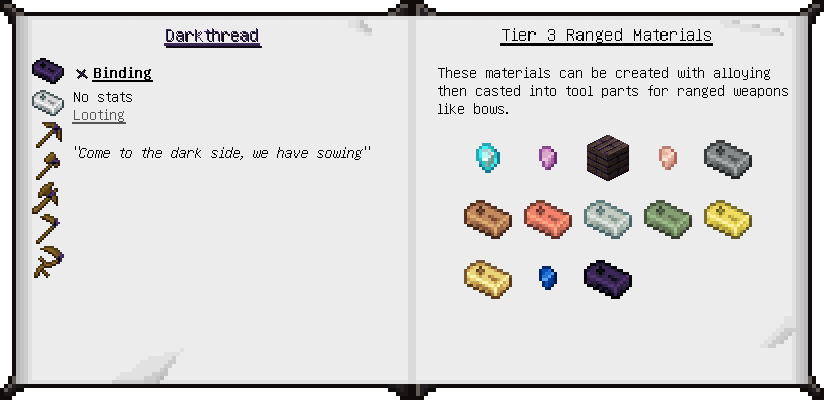 Darkthread
Binding
No stats
Looting
"Come to the dark side, we have sowing"
Tier 3 Ranged Materials
These materials can be created with alloying
then casted into tool parts for ranged weapons
like bows.